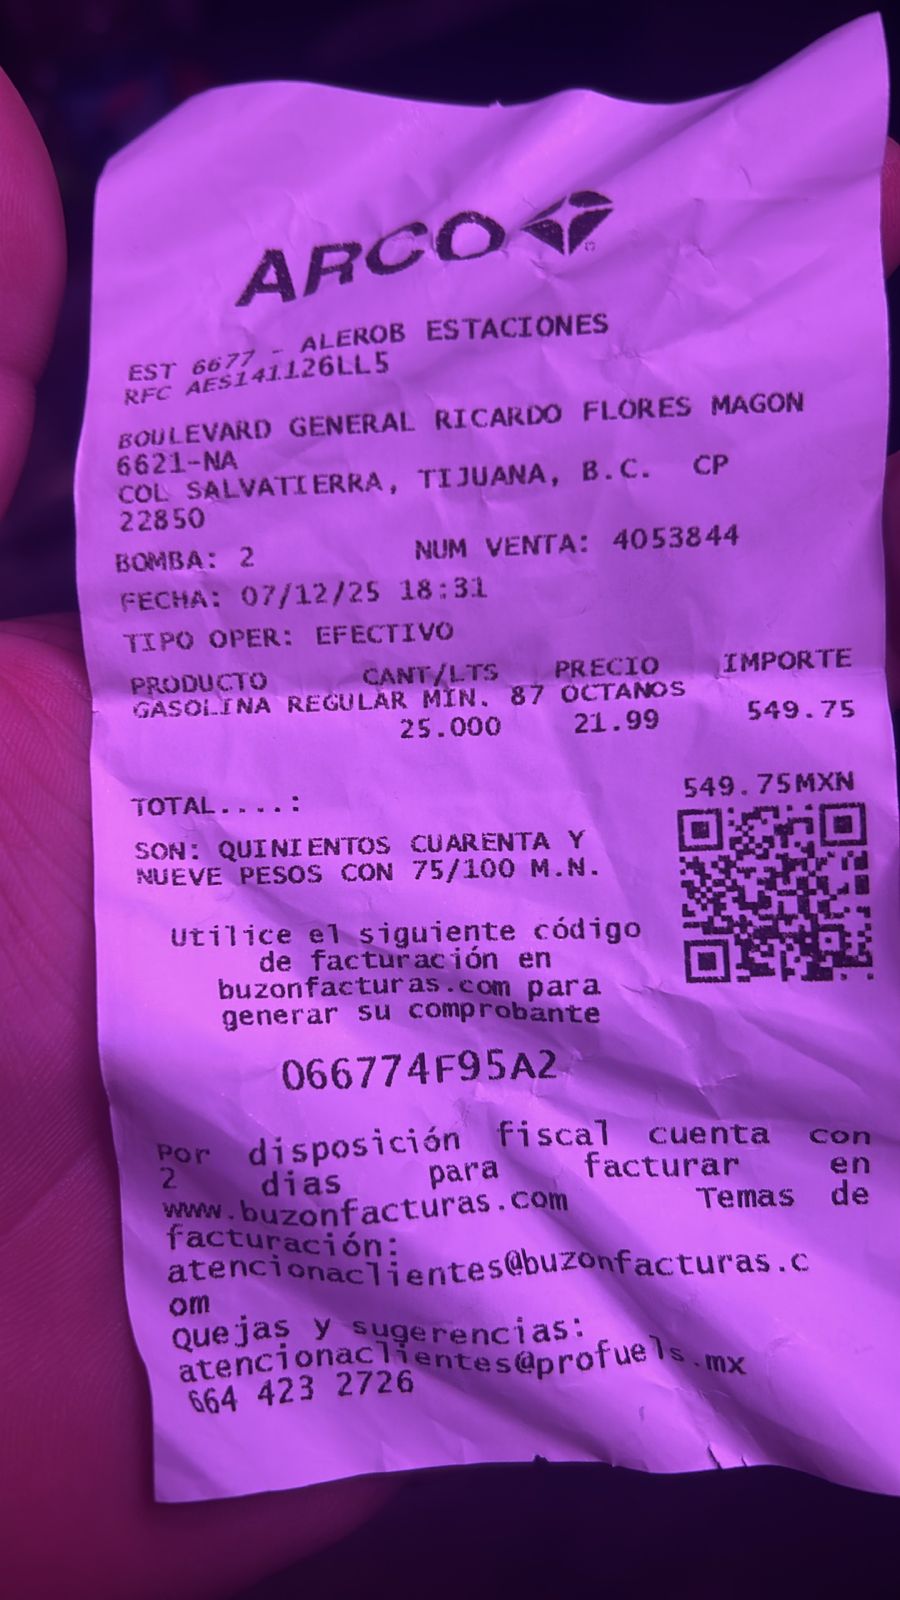 ARCO
EST 6677 - ALEROB ESTACIONES
RFC AES141126LL5
BOULEVARD GENERAL RICARDO FLORES MAGON
6621-NA
COL SALVATIERRA, TIJUANA, B.C. CP
22850
BOMBA: 2 NUM VENTA: 4053844
FECHA: 07/12/25 18:31
TIPO OPER: EFECTIVO
PRODUCTO CANT/LTS PRECIO IMPORTE
GASOLINA REGULAR MIN. 87 OCTANOS
25.000 21.99 549.75
TOTAL....: 549.75MXN
SON: QUINIENTOS CUARENTA Y
NUEVE PESOS CON 75/100 M.N.
Utilice el siguiente código
de facturación en
buzonfacturas.com para
generar su comprobante
066774F95A2
Por disposición fiscal cuenta con
2 dias para facturar en
www.buzonfacturas.com Temas de
facturación:
atencionaclientes@buzonfacturas.c
om
Quejas y sugerencias:
atencionaclientes@profuels.mx
664 423 2726